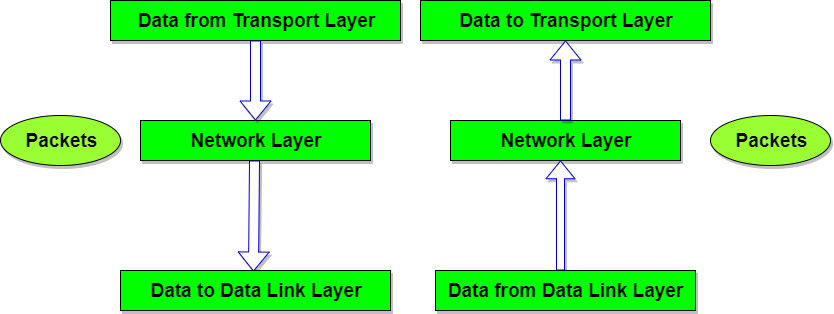 Data from Transport Layer
Data to Transport Layer
Packets
Network Layer
Network Layer
Packets
Data to Data Link Layer
Data from Data Link Layer